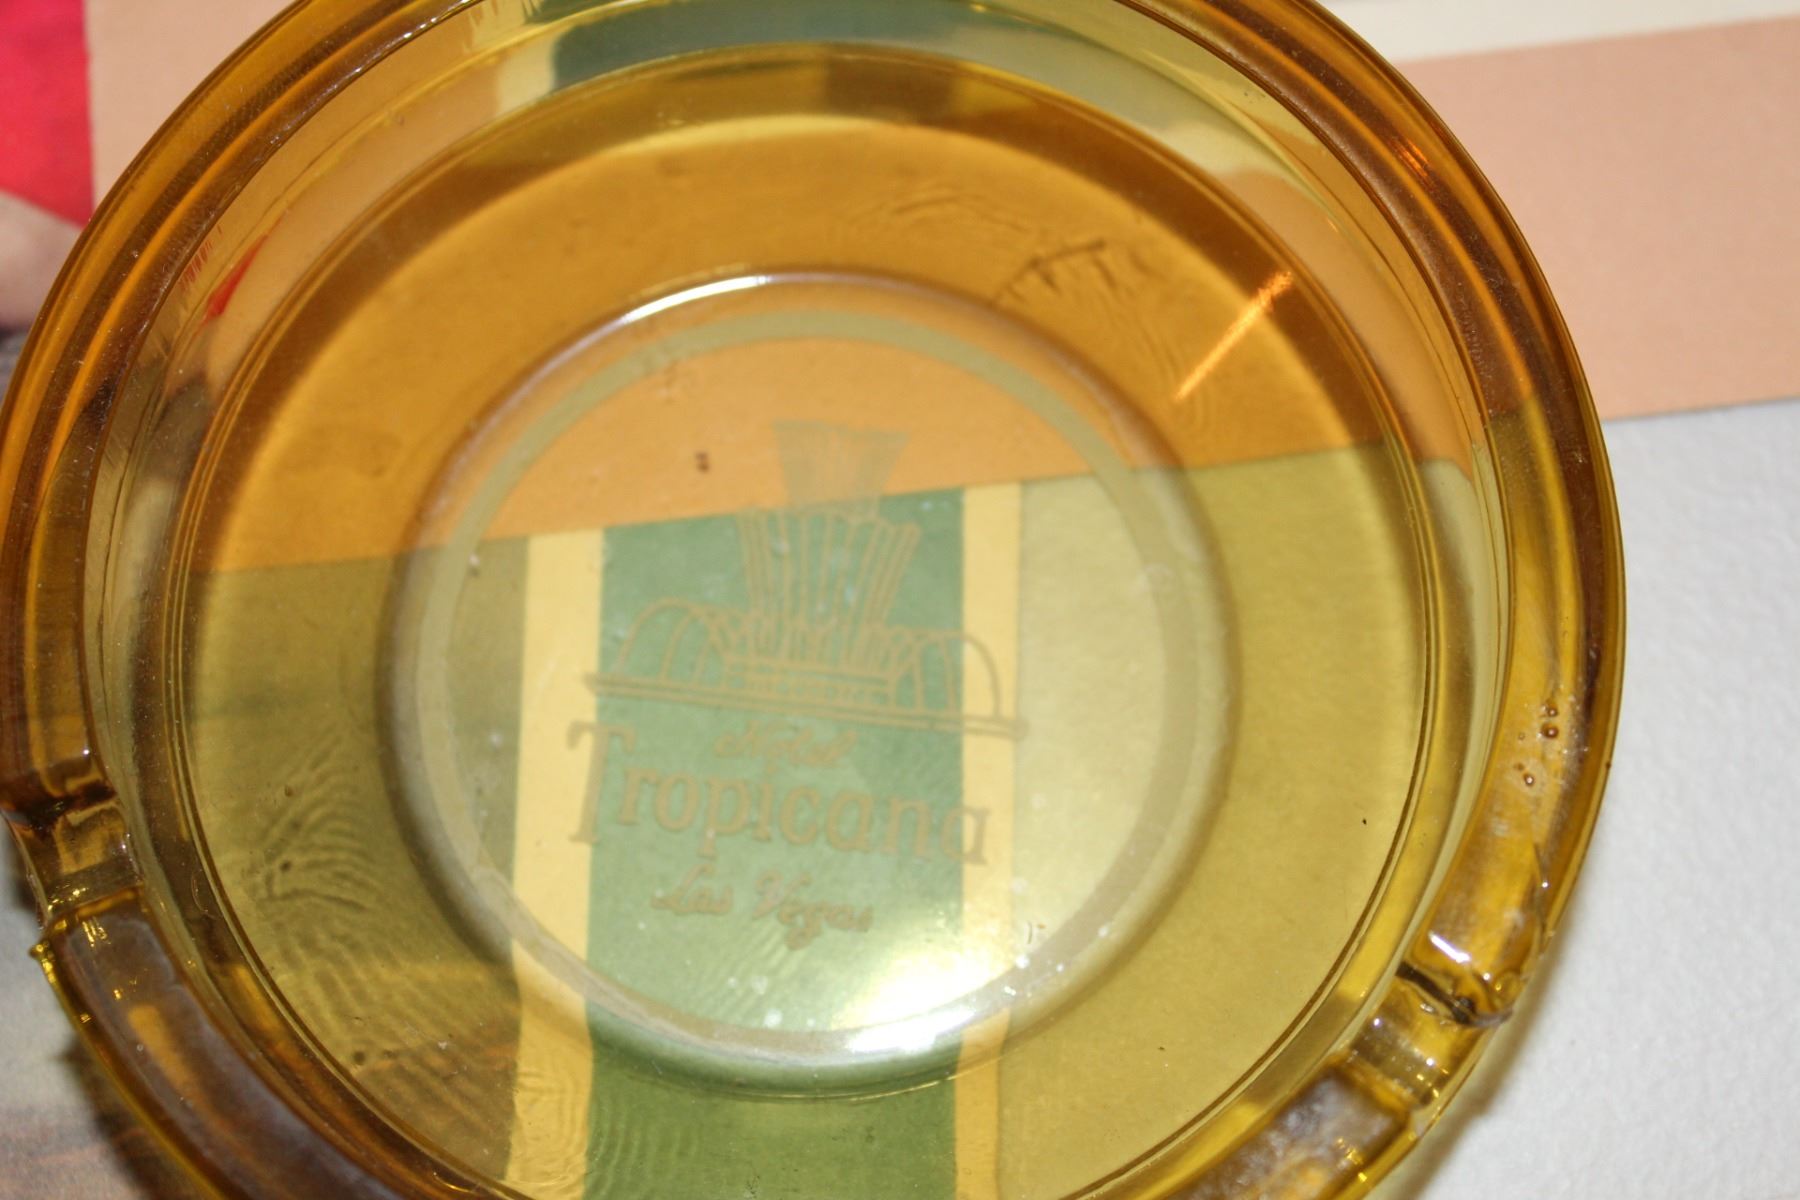 Hotel
Tropicana
Las Vegas